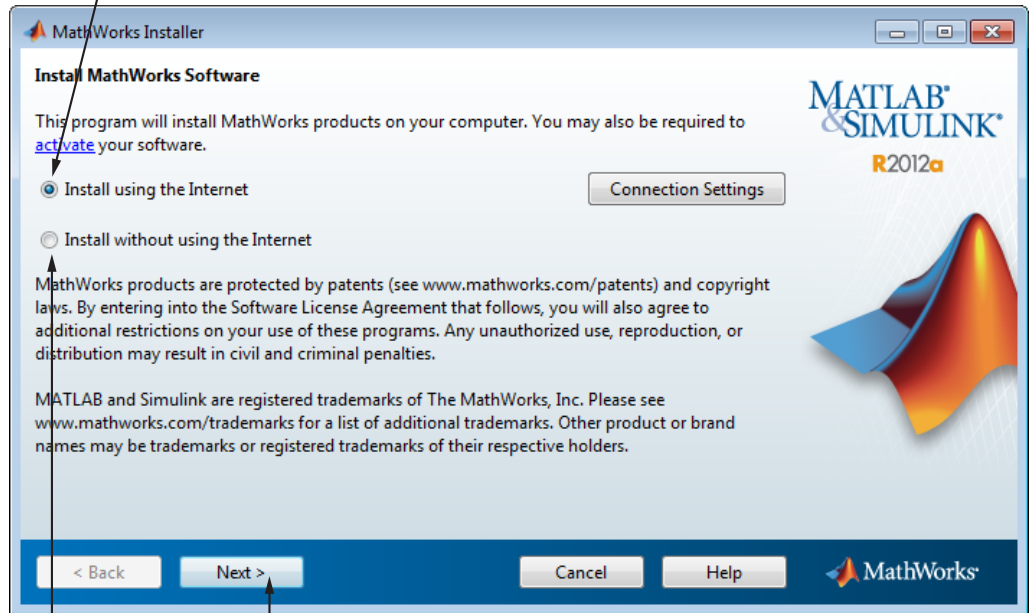 MathWorks Installer
Install MathWorks Software
This program will install MathWorks products on your computer. You may also be required to
activate your software.
Install using the Internet
Connection Settings
Install without using the Internet
MathWorks products are protected by patents (see www.mathworks.com/patents) and copyright
laws. By entering into the Software License Agreement that follows, you will also agree to
additional restrictions on your use of these programs. Any unauthorized use, reproduction, or
distribution may result in civil and criminal penalties.
MATLAB and Simulink are registered trademarks of The MathWorks, Inc. Please see
www.mathworks.com/trademarks for a list of additional trademarks. Other product or brand
names may be trademarks or registered trademarks of their respective holders.
MATLAB®
&SIMULINK®
R2012a
< Back
Next >
Cancel
Help
MathWorks®